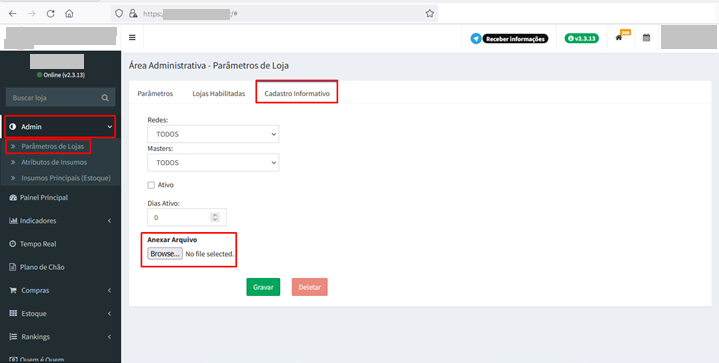 https:/ /#
Receber informações
v2.3.13
Online (v2.3.13)
Buscar loja
Admin
Parâmetros de Lojas
Atributos de Insumos
Insumos Principais (Estoque)
Painel Principal
Indicadores
Tempo Real
Plano de Chão
Compras
Estoque
Rankings
Quem é Quem
Área Administrativa - Parâmetros de Loja
Parâmetros Lojas Habilitadas Cadastro Informativo
Redes:
TODOS
Masters:
TODOS
Ativo
Dias Ativo:
0
Anexar Arquivo
Browse... No file selected.
Gravar Deletar